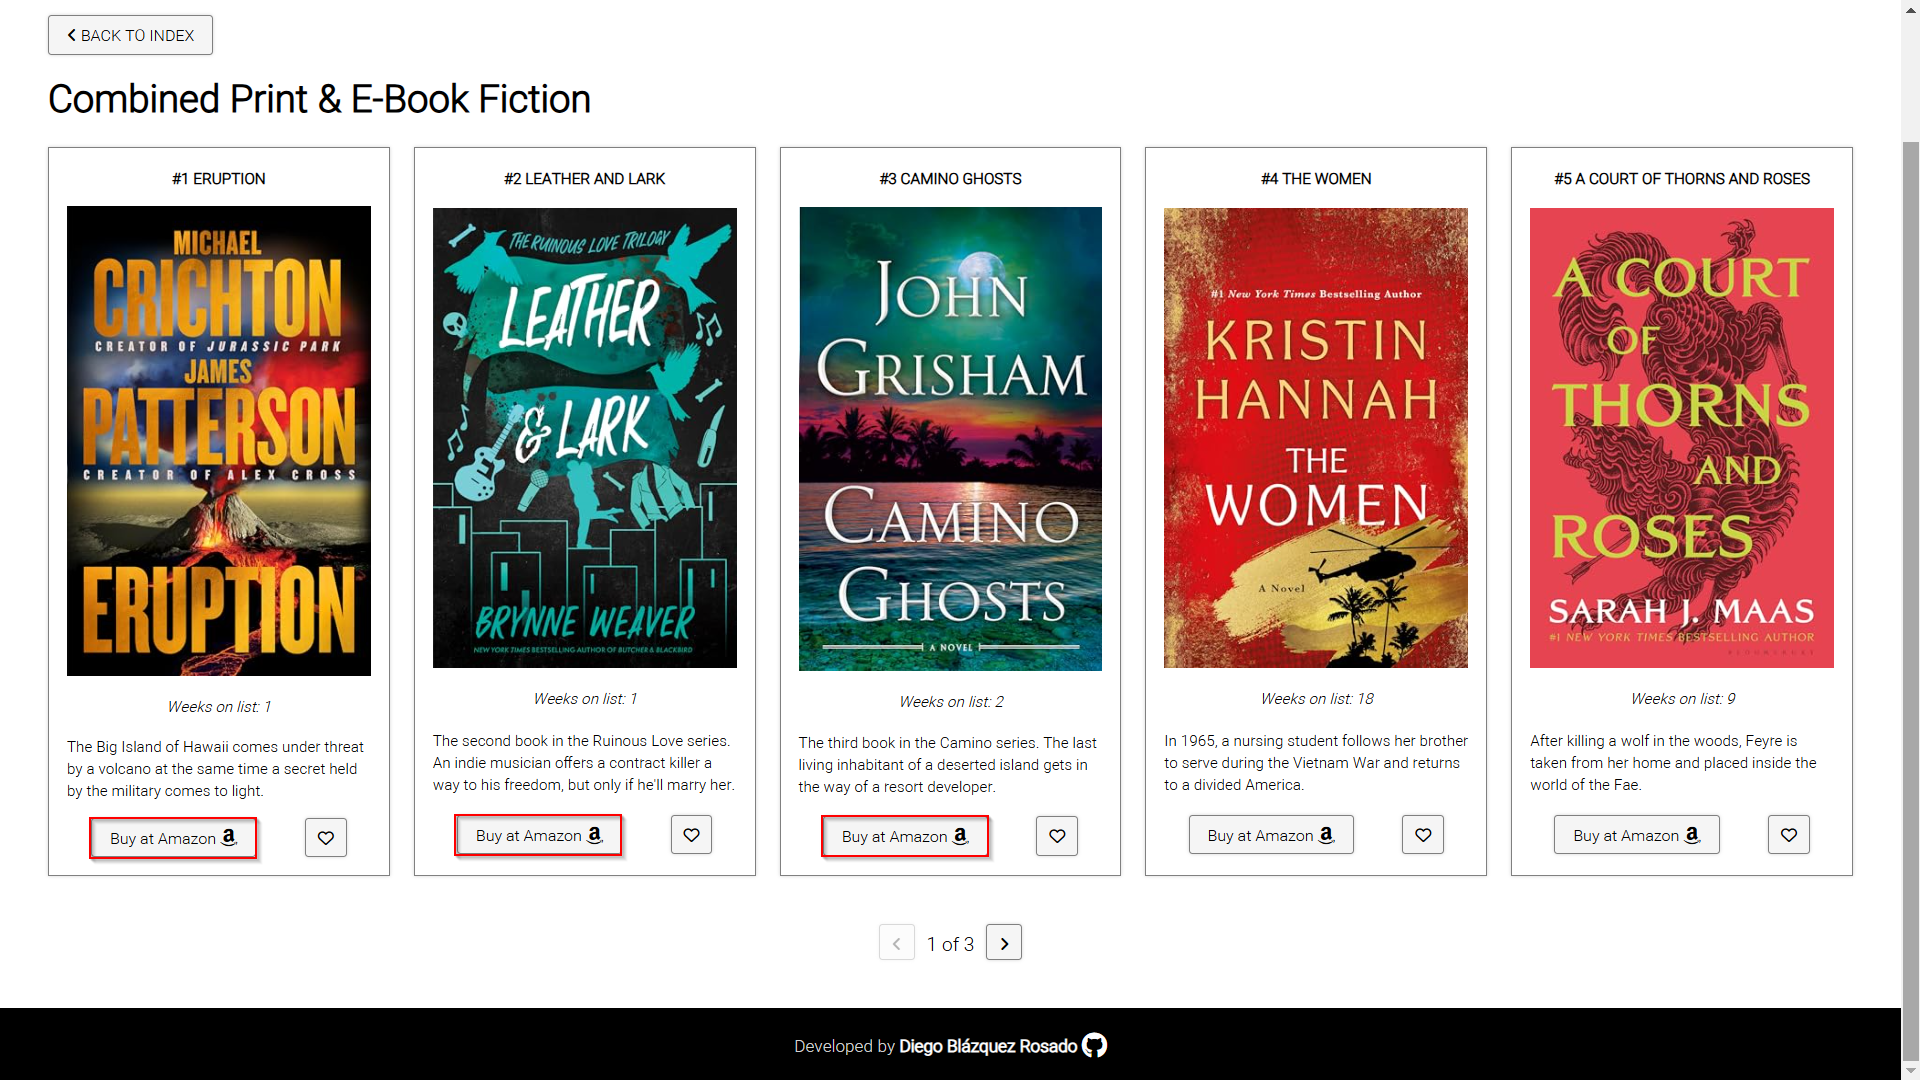 BACK TO INDEX
Combined Print & E-Book Fiction
#1 ERUPTION
MICHAEL
CRICHTON
CREATOR OF JURASSIC PARK
JAMES
PATTERSON
CREATOR OF ALEX CROSS
ERUPTION
Weeks on list: 1
The Big Island of Hawaii comes under threat
by a volcano at the same time a secret held
by the military comes to light.
Buy at Amazon
#2 LEATHER AND LARK
THE RUINOUS LOVE TRILOGY
LEATHER
& LARK
BRYNNE WEAVER
NEW YORK TIMES BESTSELLING AUTHOR OF BUTCHER & BLACKBIRD
Weeks on list: 1
The second book in the Ruinous Love series.
An indie musician offers a contract killer a
way to his freedom, but only if he'll marry her.
Buy at Amazon
#3 CAMINO GHOSTS
JOHN
GRISHAM
CAMINO
GHOSTS
A NOVEL
Weeks on list: 2
The third book in the Camino series. The last
living inhabitant of a deserted island gets in
the way of a resort developer.
Buy at Amazon
#4 THE WOMEN
#1 New York Times Bestselling Author
KRISTIN
HANNAH
THE
WOMEN
A Novel
Weeks on list: 18
In 1965, a nursing student follows her brother
to serve during the Vietnam War and returns
to a divided America.
Buy at Amazon
#5 A COURT OF THORNS AND ROSES
A COURT
OF
THORNS
AND
ROSES
SARAH J. MAAS
#1 NEW YORK TIMES BESTSELLING AUTHOR
BLOOMSBURY
Weeks on list: 9
After killing a wolf in the woods, Feyre is
taken from her home and placed inside the
world of the Fae.
Buy at Amazon
1 of 3
Developed by Diego Blázquez Rosado